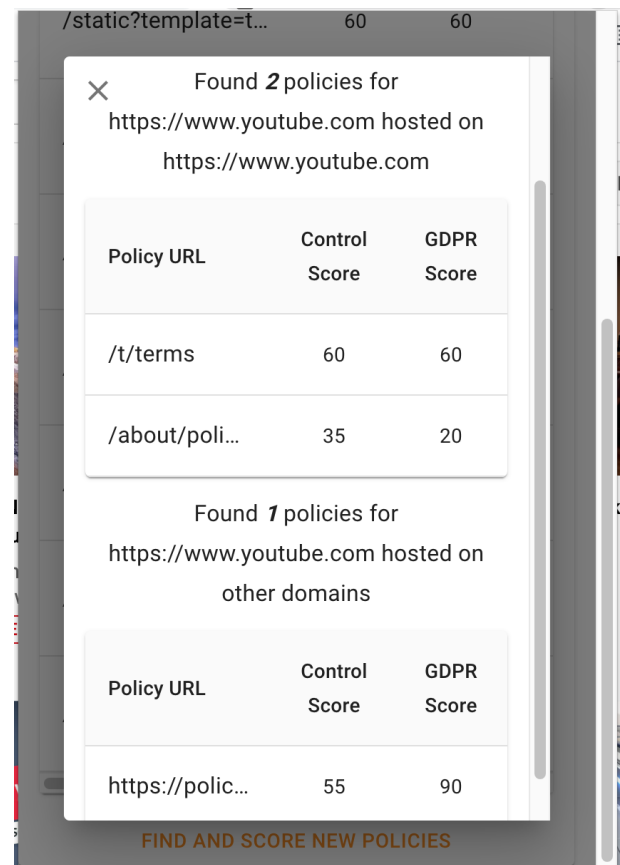 /static?template=t... 60 60
Found 2 policies for
https://www.youtube.com hosted on
https://www.youtube.com
Policy URL Control Score GDPR Score
/t/terms 60 60
/about/poli... 35 20
Found 1 policies for
https://www.youtube.com hosted on
other domains
Policy URL Control Score GDPR Score
https://polic... 55 90
FIND AND SCORE NEW POLICIES